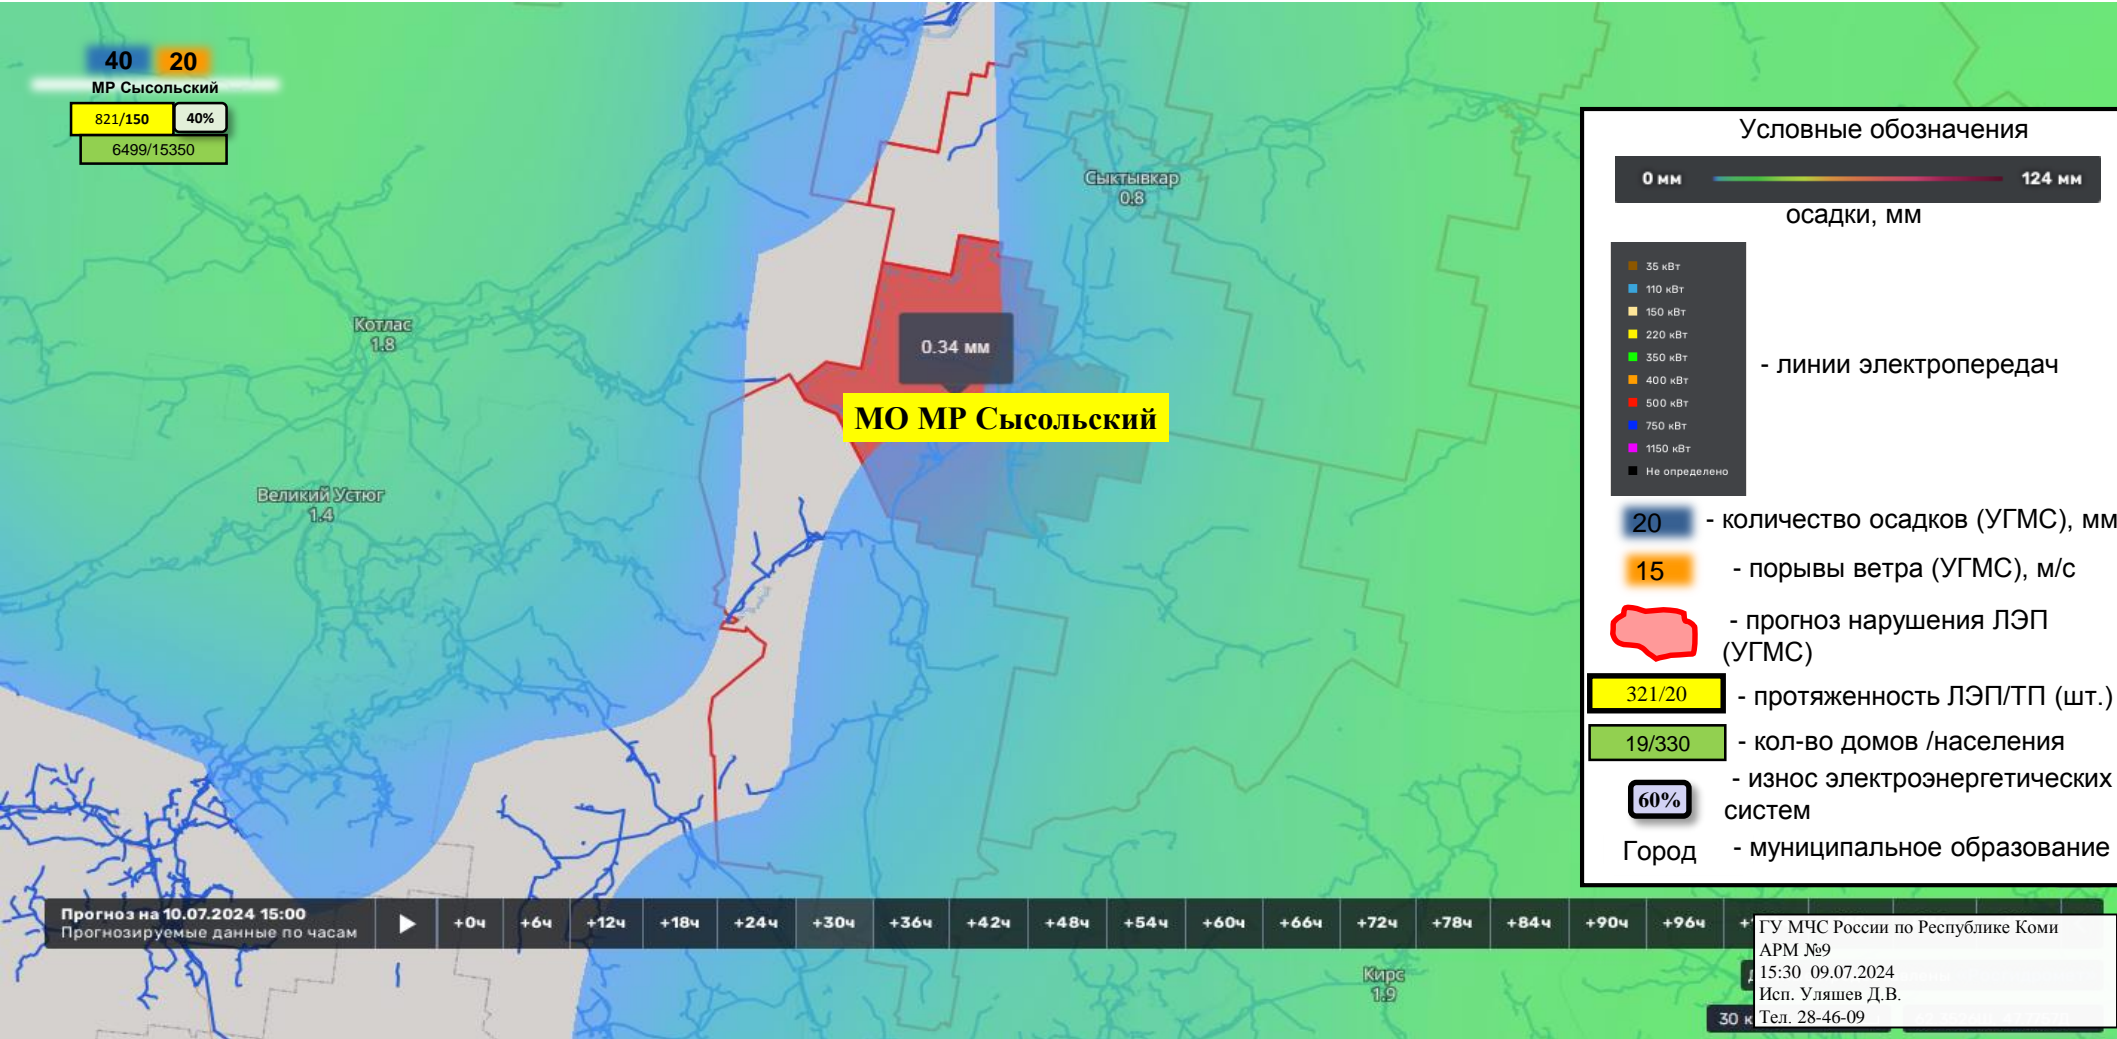 40 20
МР Сысольский
821/150 40%
6499/15350
Сыктывкар
0.8
Котлас
1.8
0.34 мм
МО МР Сысольский
Великий Устюг
1.4
Кирс
1.9
Условные обозначения
0 мм 124 мм
осадки, мм
35 кВт
110 кВт
150 кВт
220 кВт
350 кВт
400 кВт
500 кВт
750 кВт
1150 кВт
Не определено
- линии электропередач
20 - количество осадков (УГМС), мм
15 - порывы ветра (УГМС), м/с
- прогноз нарушения ЛЭП
(УГМС)
321/20 - протяженность ЛЭП/ТП (шт.)
19/330 - кол-во домов /населения
- износ электроэнергетических
60%
систем
Город - муниципальное образование
Прогноз на 10.07.2024 15:00
Прогнозируемые данные по часам
+0ч +6ч +12ч +18ч +24ч +30ч +36ч +42ч +48ч +54ч +60ч +66ч +72ч +78ч +84ч +90ч +96ч
ГУ МЧС России по Республике Коми
АРМ №9
15:30 09.07.2024
Исп. Уляшев Д.В.
Тел. 28-46-09
30 к